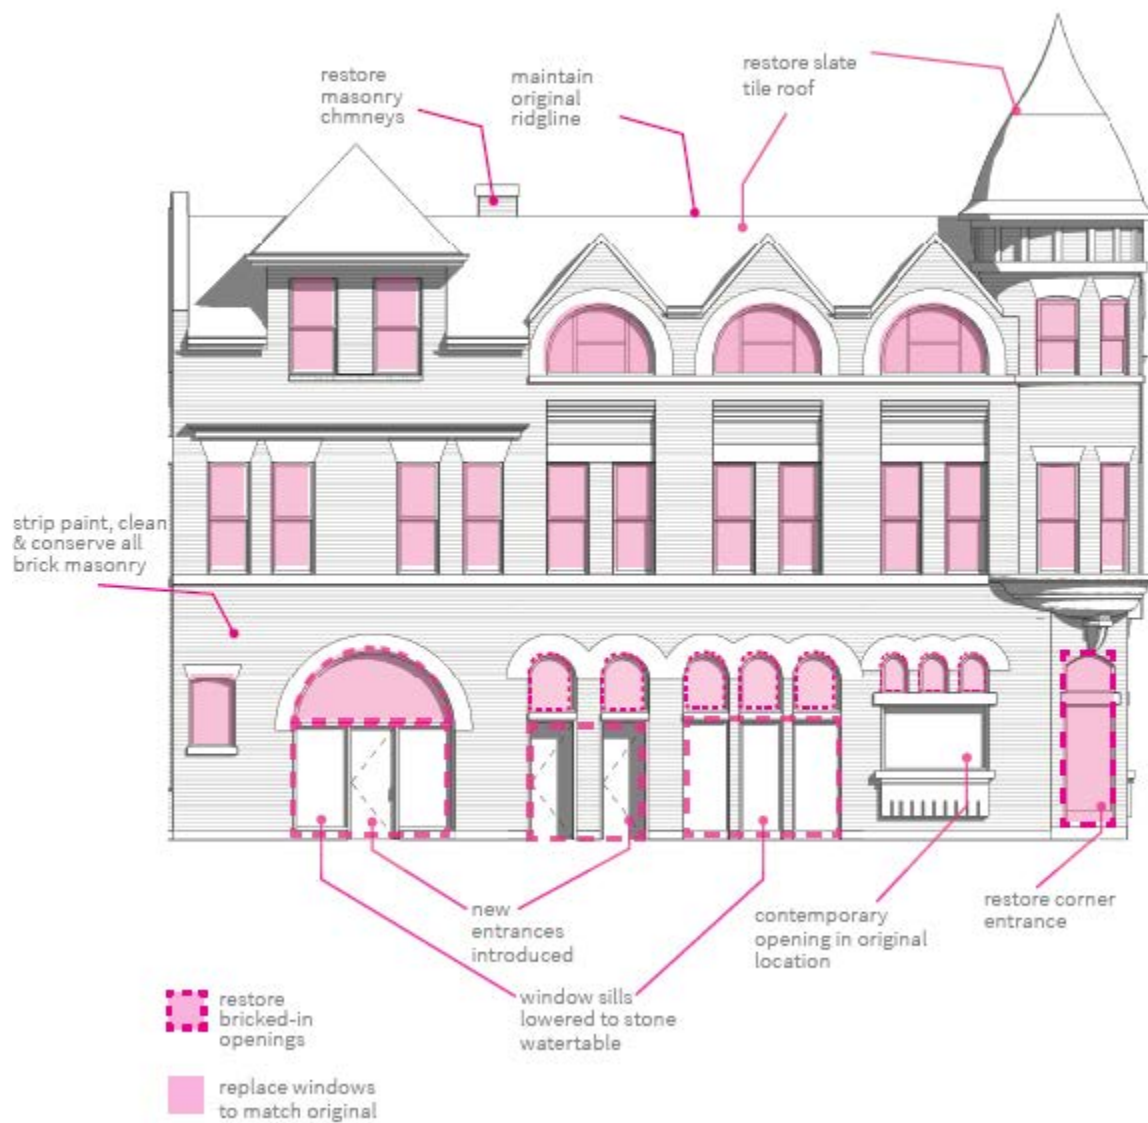 restore
masonry
chmneys
maintain
original
ridgline
restore slate
tile roof
strip paint, clean
& conserve all
brick masonry
new
entrances
introduced
window sills
lowered to stone
watertable
contemporary
opening in original
location
restore corner
entrance
restore
bricked-in
openings
replace windows
to match original